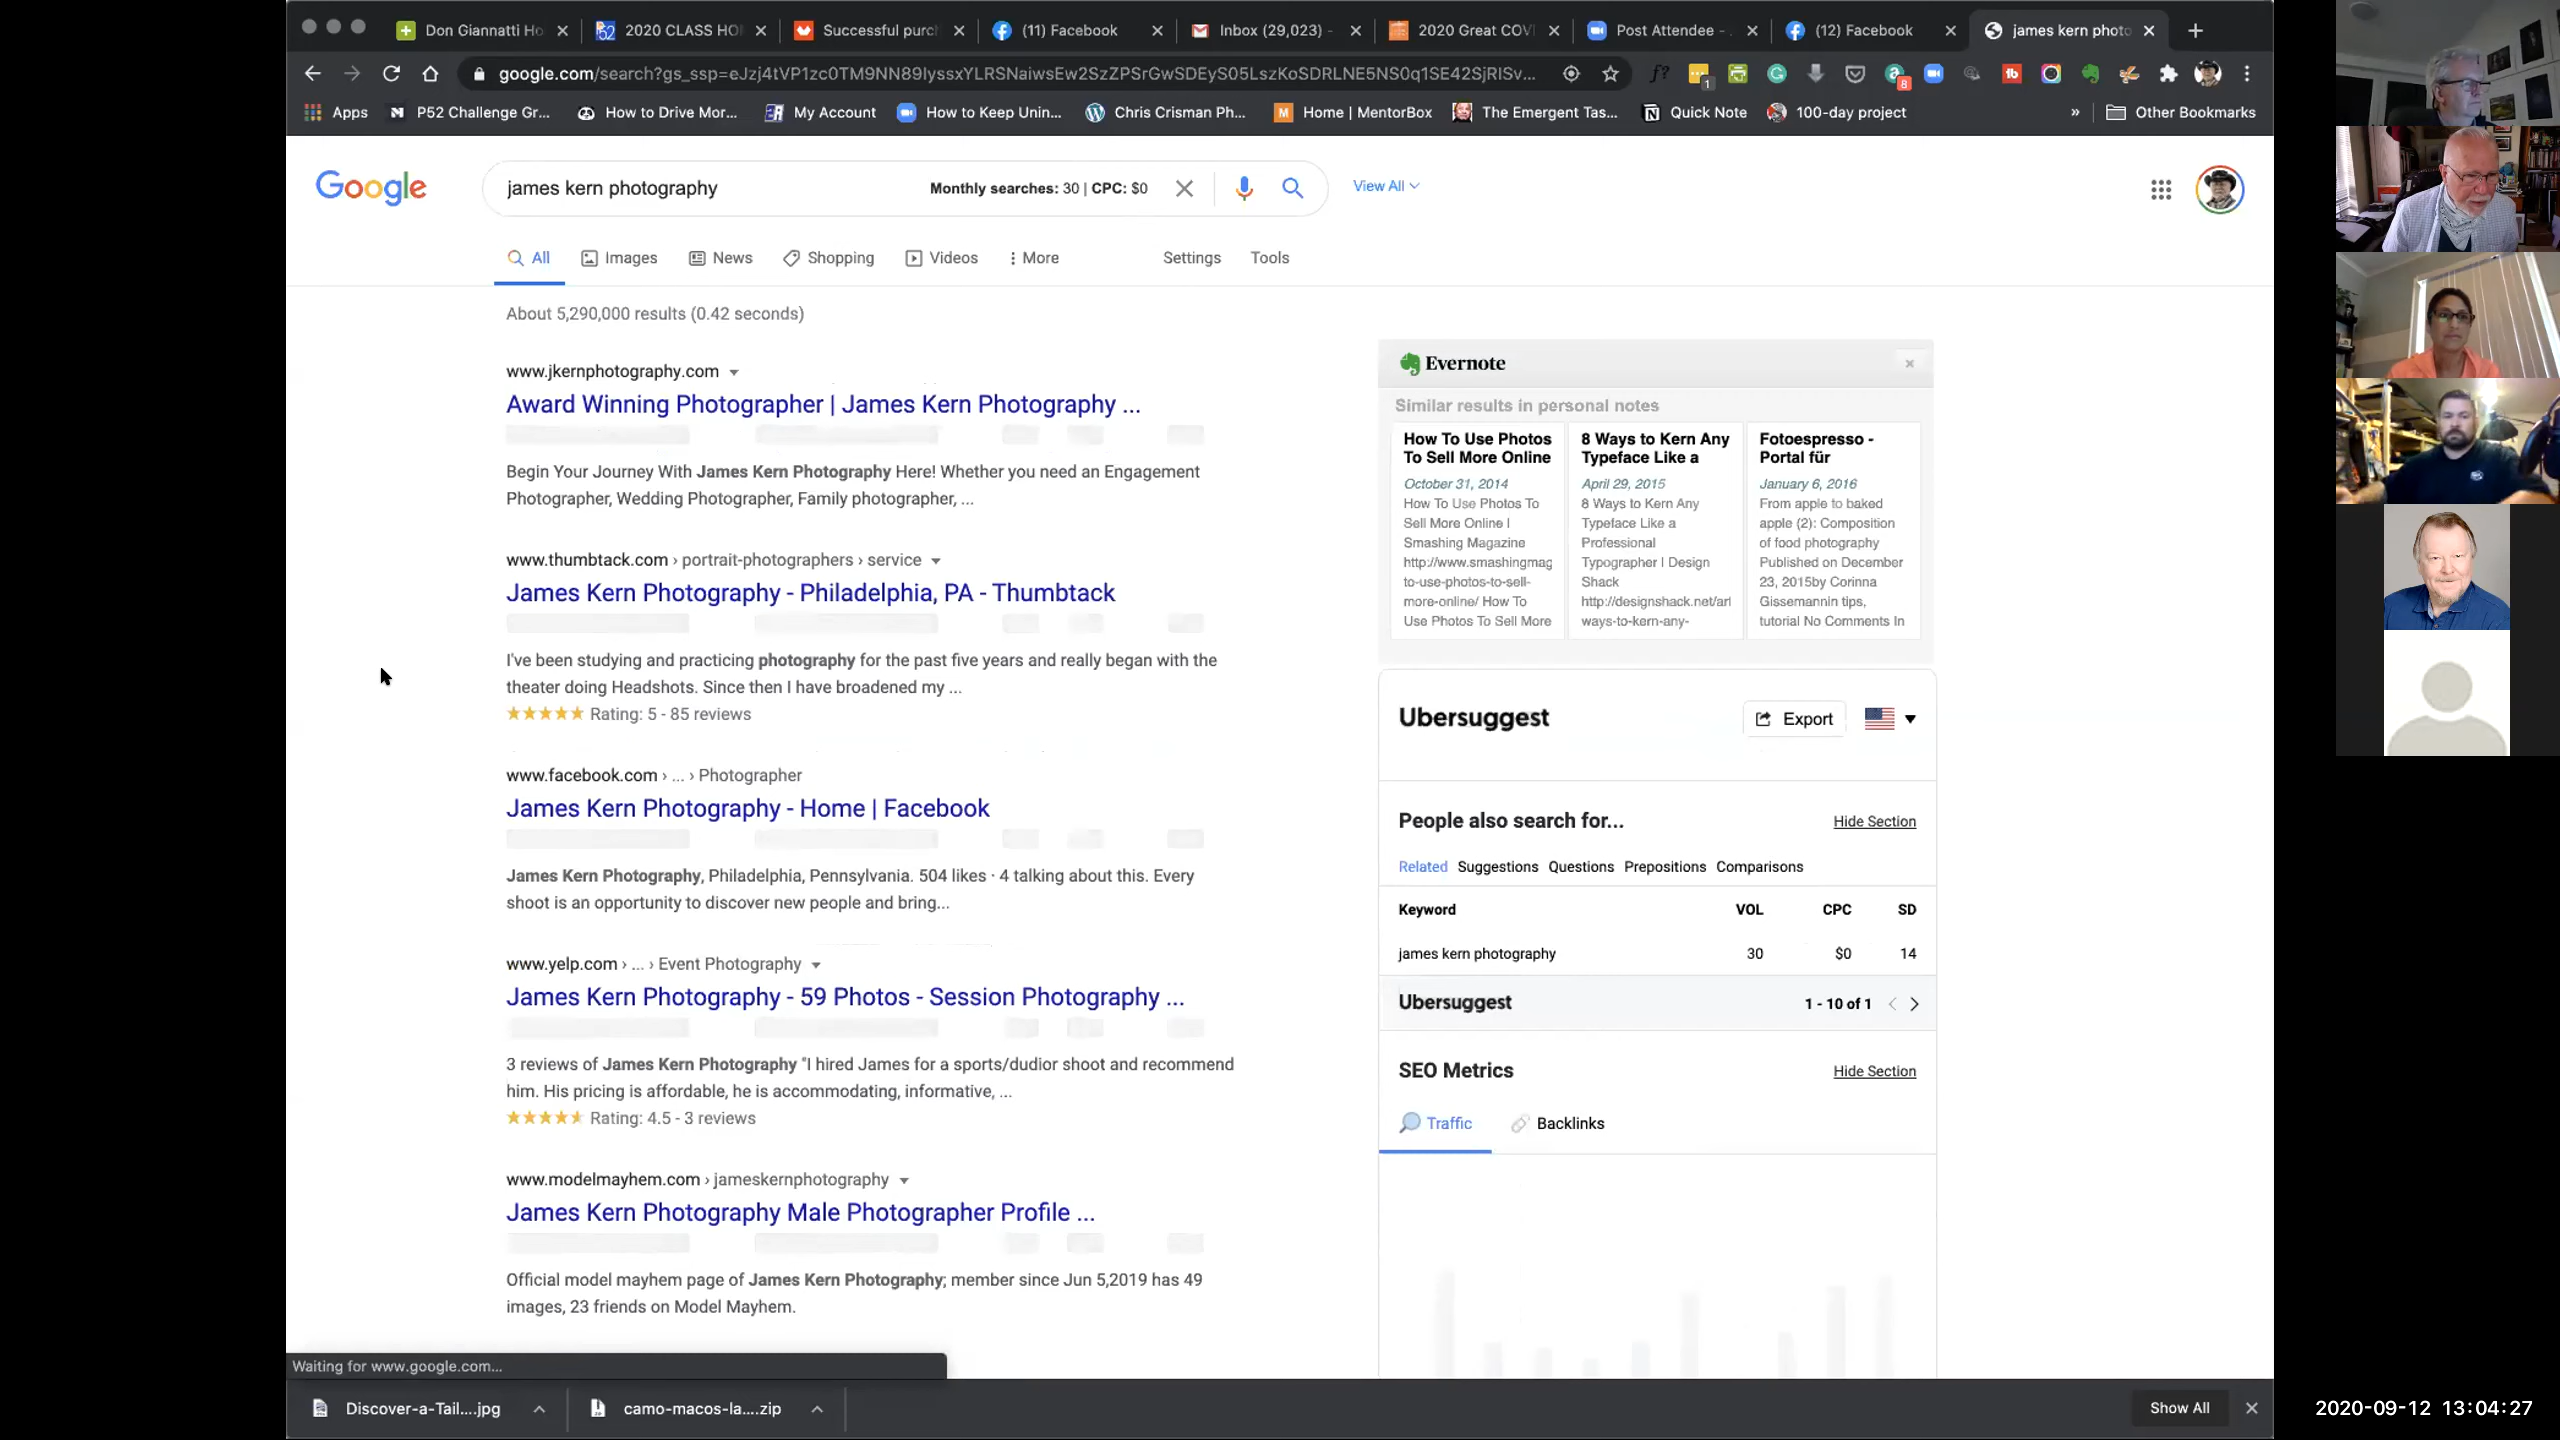 Don Giannatti Ho
2020 CLASS HO
Successful purc
(11) Facebook
Inbox (29,023) -
2020 Great COV
Post Attendee -
(12) Facebook
james kern photo
google.com/search?gs_ssp=eJzj4tVP1zc0TM9NN89IyssxYLRSNaiwsEw2SzZPSrGwSDEyS05LszKoSDRLNE5NS0q1SE42SjRISv...
Apps
P52 Challenge Gr...
How to Drive Mor...
My Account
How to Keep Unin...
Chris Crisman Ph...
Home | MentorBox
The Emergent Tas...
Quick Note
100-day project
»
Other Bookmarks
Google
james kern photography
Monthly searches: 30 | CPC: $0
View All
All
Images
News
Shopping
Videos
More
Settings
Tools
About 5,290,000 results (0.42 seconds)
www.jkernphotography.com
Award Winning Photographer | James Kern Photography ...
Begin Your Journey With James Kern Photography Here! Whether you need an Engagement
Photographer, Wedding Photographer, Family photographer, ...
www.thumbtack.com › portrait-photographers › service
James Kern Photography - Philadelphia, PA - Thumbtack
I've been studying and practicing photography for the past five years and really began with the
theater doing Headshots. Since then I have broadened my ...
Rating: 5 - 85 reviews
www.facebook.com › ... › Photographer
James Kern Photography - Home | Facebook
James Kern Photography, Philadelphia, Pennsylvania. 504 likes · 4 talking about this. Every
shoot is an opportunity to discover new people and bring...
www.yelp.com › ... › Event Photography
James Kern Photography - 59 Photos - Session Photography ...
3 reviews of James Kern Photography "I hired James for a sports/dudior shoot and recommend
him. His pricing is affordable, he is accommodating, informative, ...
Rating: 4.5 - 3 reviews
www.modelmayhem.com › jameskernphotography
James Kern Photography Male Photographer Profile ...
Official model mayhem page of James Kern Photography; member since Jun 5,2019 has 49
images, 23 friends on Model Mayhem.
Evernote
Similar results in personal notes
How To Use Photos
To Sell More Online
October 31, 2014
How To Use Photos To
Sell More Online |
Smashing Magazine
http://www.smashingmag
to-use-photos-to-sell-
more-online/ How To
Use Photos To Sell More
8 Ways to Kern Any
Typeface Like a
April 29, 2015
8 Ways to Kern Any
Typeface Like a
Professional
Typographer | Design
Shack
http://designshack.net/art
ways-to-kern-any-
Fotoespresso -
Portal für
January 6, 2016
From apple to baked
apple (2): Composition
of food photography
Published on December
23, 2015by Corinna
Gissemannin tips,
tutorial No Comments In
Ubersuggest
Export
People also search for...
Hide Section
Related
Suggestions
Questions
Prepositions
Comparisons
Keyword VOL CPC SD
james kern photography 30 $0 14
Ubersuggest
1 - 10 of 1
SEO Metrics
Hide Section
Traffic
Backlinks
Waiting for www.google.com...
Discover-a-Tail....jpg
camo-macos-la....zip
Show All
2020-09-12 13:04:27